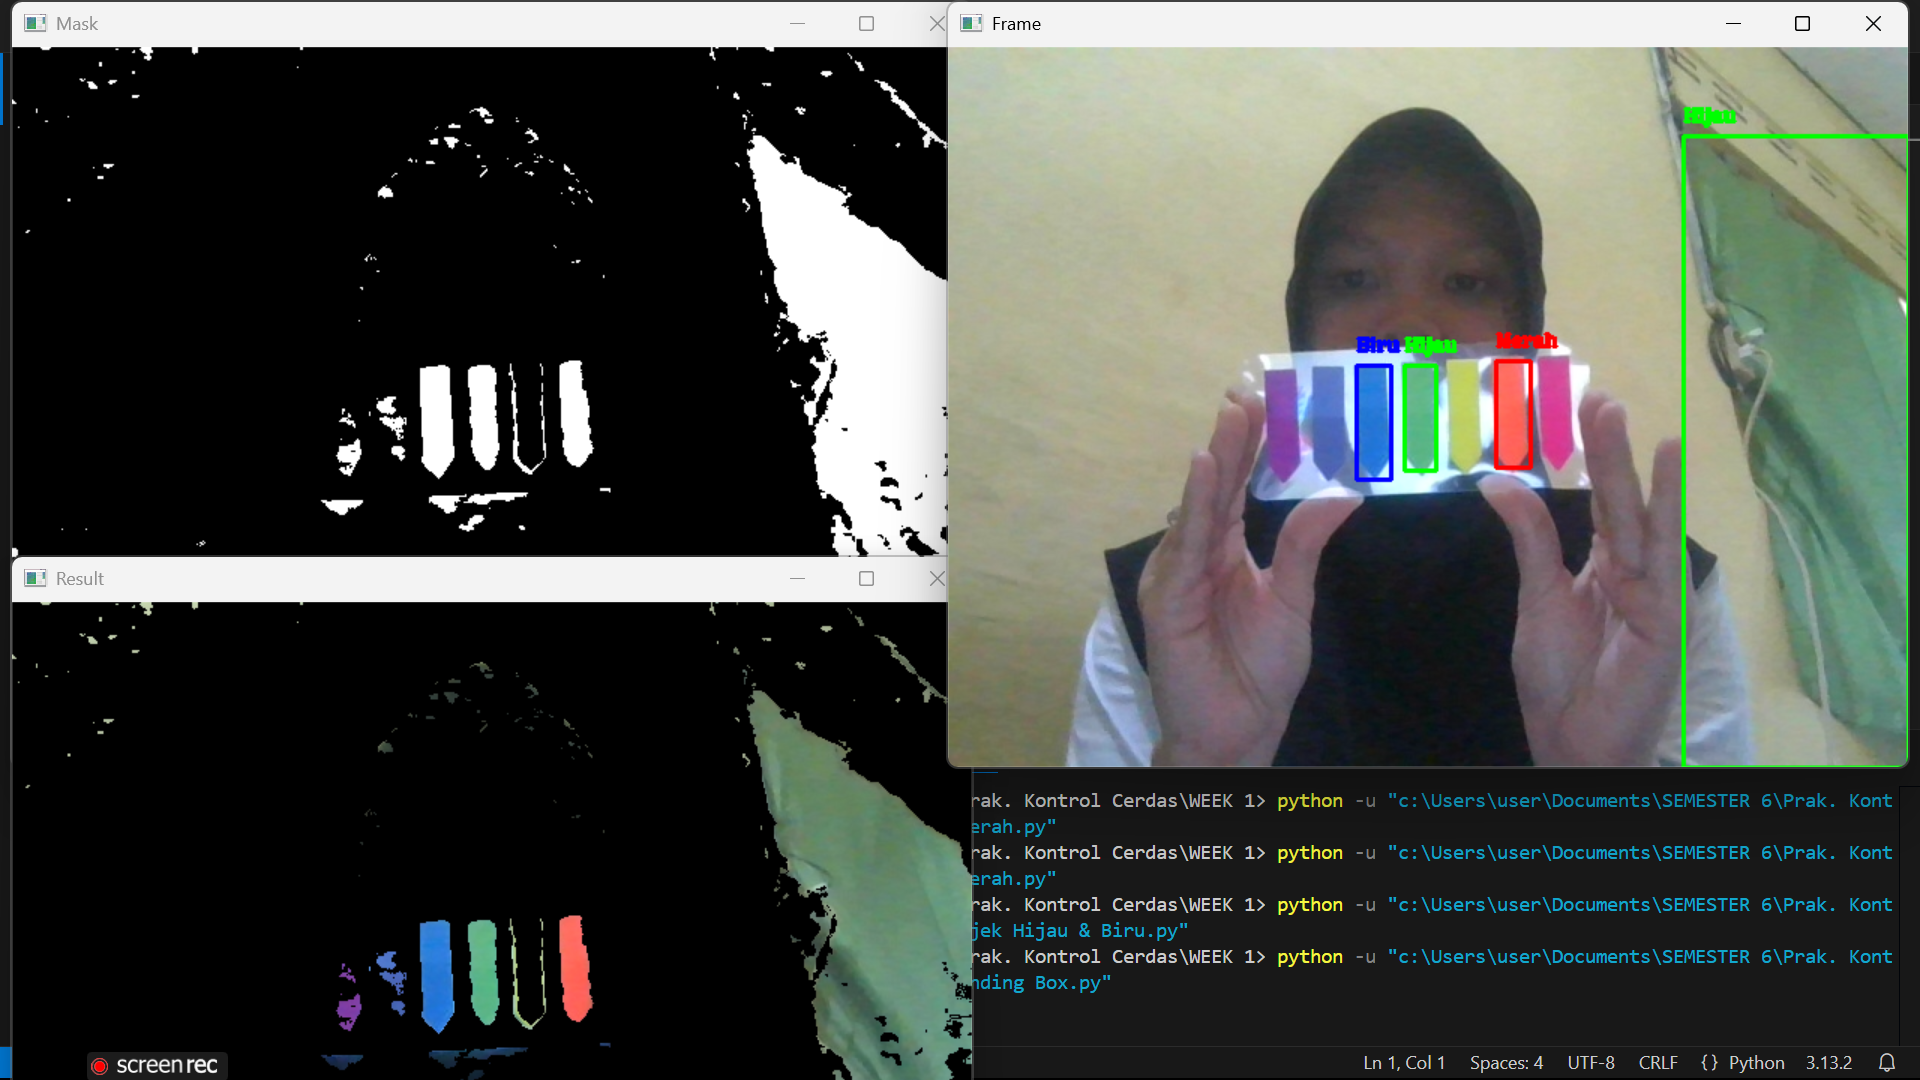 Mask
Frame
Hijau
Biru Hijau Merah
Result
rak. Kontrol Cerdas\WEEK 1> python -u "c:\Users\user\Documents\SEMESTER 6\Prak. Kont
erah.py"
rak. Kontrol Cerdas\WEEK 1> python -u "c:\Users\user\Documents\SEMESTER 6\Prak. Kont
erah.py"
rak. Kontrol Cerdas\WEEK 1> python -u "c:\Users\user\Documents\SEMESTER 6\Prak. Kont
jek Hijau & Biru.py"
rak. Kontrol Cerdas\WEEK 1> python -u "c:\Users\user\Documents\SEMESTER 6\Prak. Kont
nding Box.py"
screenrec
Ln 1, Col 1 Spaces: 4 UTF-8 CRLF {} Python 3.13.2